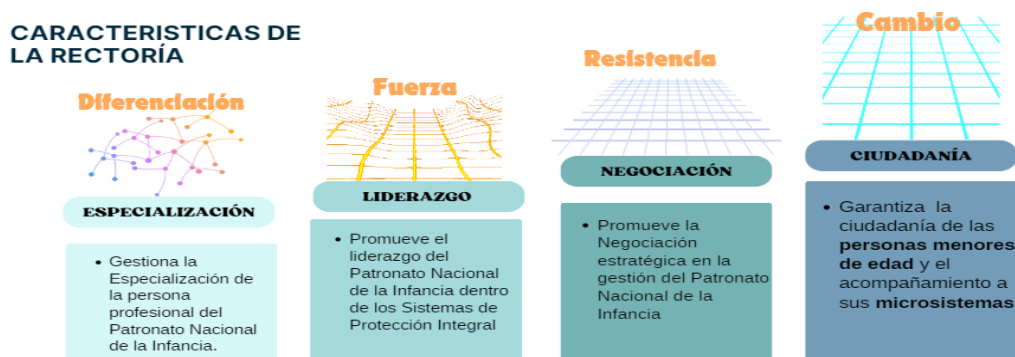 CARACTERISTICAS DE
LA RECTORÍA
Diferenciación
ESPECIALIZACIÓN
• Gestiona la
Especialización de
la persona
profesional del
Patronato Nacional
de la Infancia.
Fuerza
LIDERAZGO
• Promueve el
liderazgo del
Patronato Nacional
de la Infancia dentro
de los Sistemas de
Protección Integral
Resistencia
NEGOCIACIÓN
• Promueve la
Negociación
estratégica en la
gestión del Patronato
Nacional de la
Infancia
Cambio
CIUDADANÍA
• Garantiza la
ciudadanía de las
personas menores
de edad y el
acompañamiento a
sus microsistemas